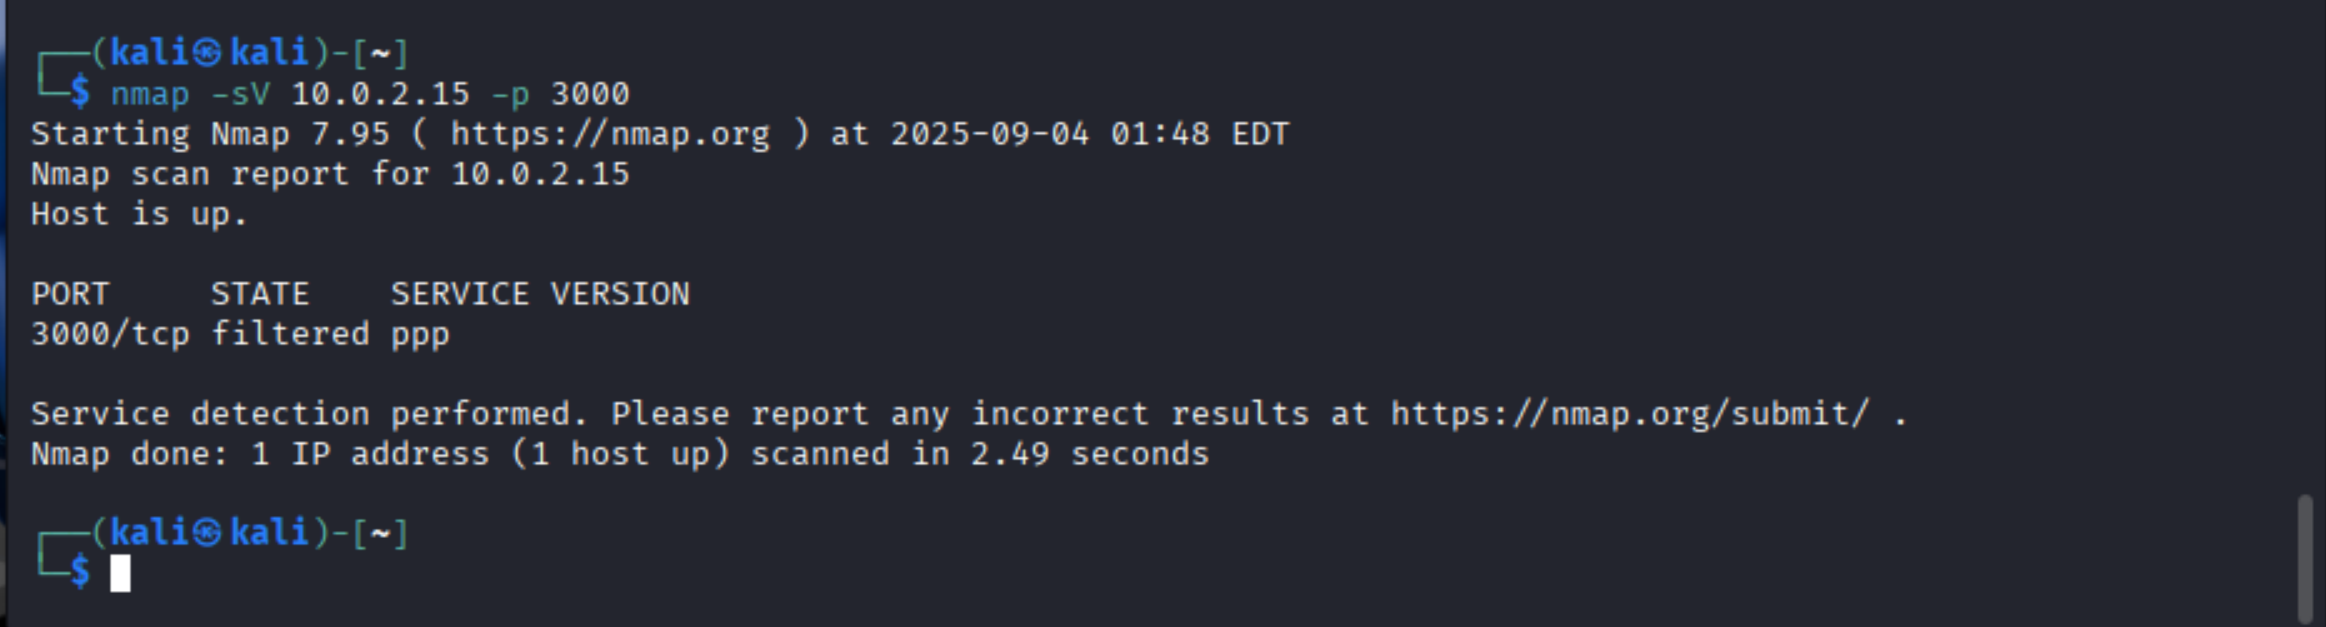 ┌──(kali㉿kali)-[~]
└─$ nmap -sV 10.0.2.15 -p 3000
Starting Nmap 7.95 ( https://nmap.org ) at 2025-09-04 01:48 EDT
Nmap scan report for 10.0.2.15
Host is up.

PORT     STATE    SERVICE VERSION
3000/tcp filtered ppp

Service detection performed. Please report any incorrect results at https://nmap.org/submit/ .
Nmap done: 1 IP address (1 host up) scanned in 2.49 seconds

┌──(kali㉿kali)-[~]
└─$